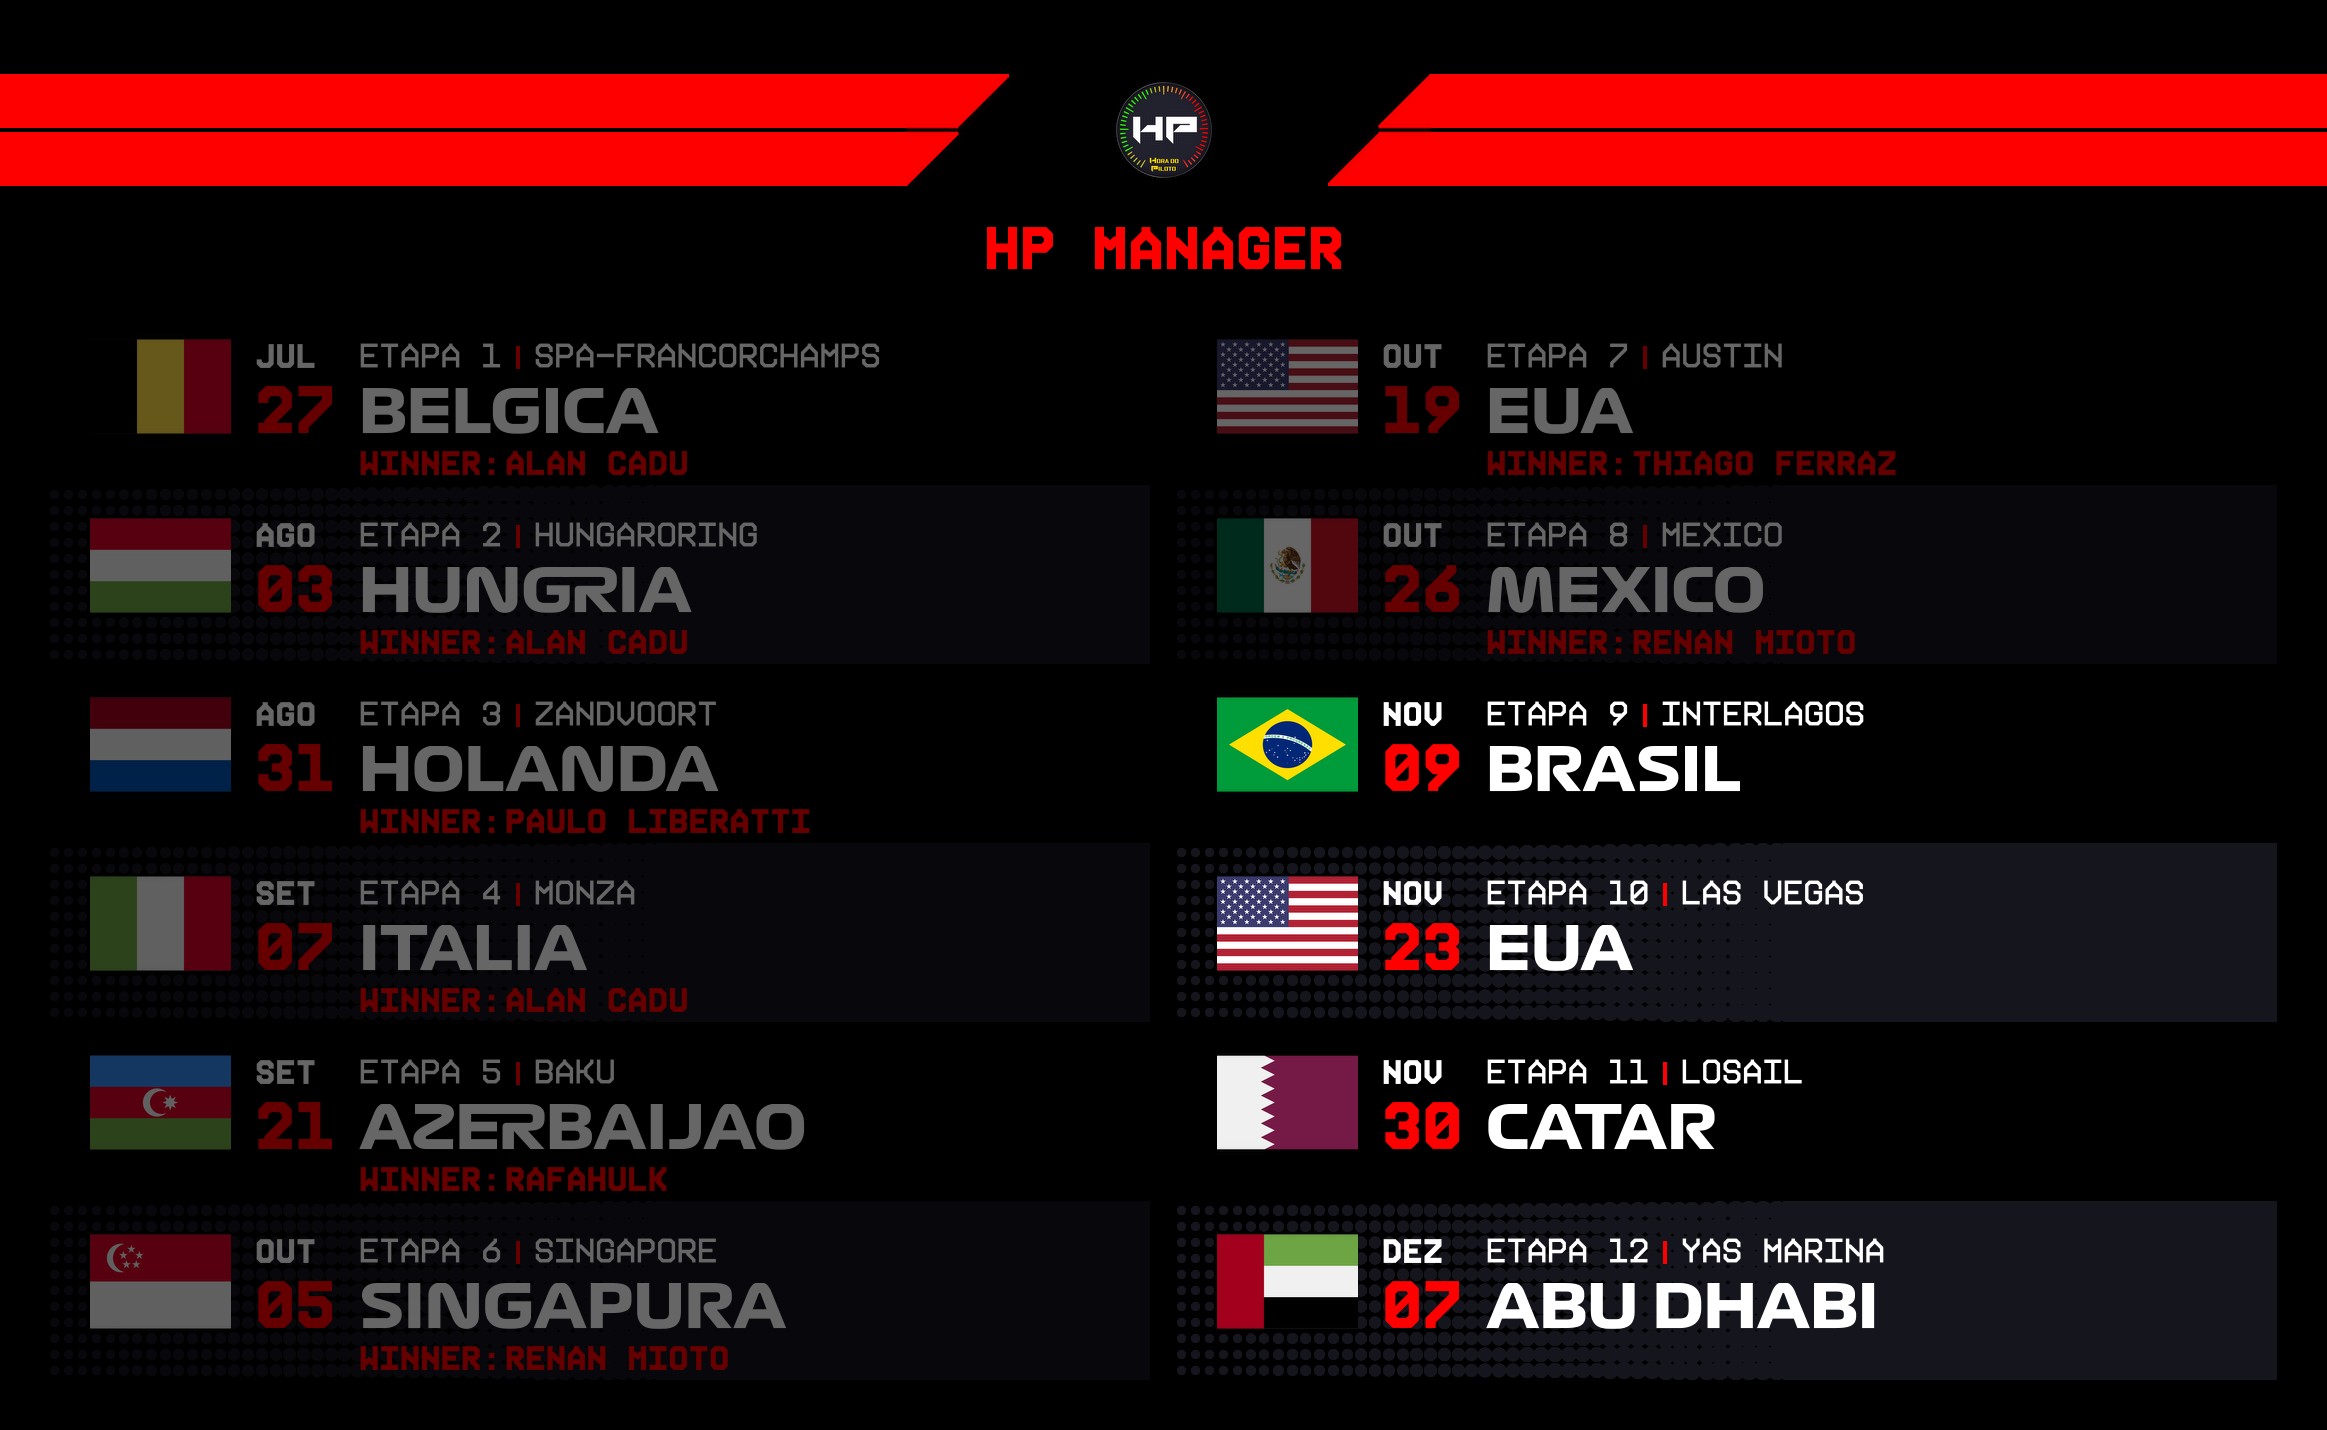 HP
HORA DO
PILOTO
HP MANAGER
JUL
27
ETAPA 1 | SPA-FRANCORCHAMPS
BELGICA
WINNER:ALAN CADU
AGO
03
ETAPA 2 | HUNGARORING
HUNGRIA
WINNER:ALAN CADU
AGO
31
ETAPA 3 | ZANDVOORT
HOLANDA
WINNER:PAULO LIBERATTI
SET
07
ETAPA 4 | MONZA
ITALIA
WINNER:ALAN CADU
SET
21
ETAPA 5 | BAKU
AZERBAIJAO
WINNER:RAFAHULK
OUT
05
ETAPA 6 | SINGAPORE
SINGAPURA
WINNER:RENAN MIOTO
OUT
19
ETAPA 7 | AUSTIN
EUA
WINNER:THIAGO FERRAZ
OUT
26
ETAPA 8 | MEXICO
MEXICO
WINNER:RENAN MIOTO
NOV
09
ETAPA 9 | INTERLAGOS
BRASIL
NOV
23
ETAPA 10 | LAS VEGAS
EUA
NOV
30
ETAPA 11 | LOSAIL
CATAR
DEZ
07
ETAPA 12 | YAS MARINA
ABU DHABI